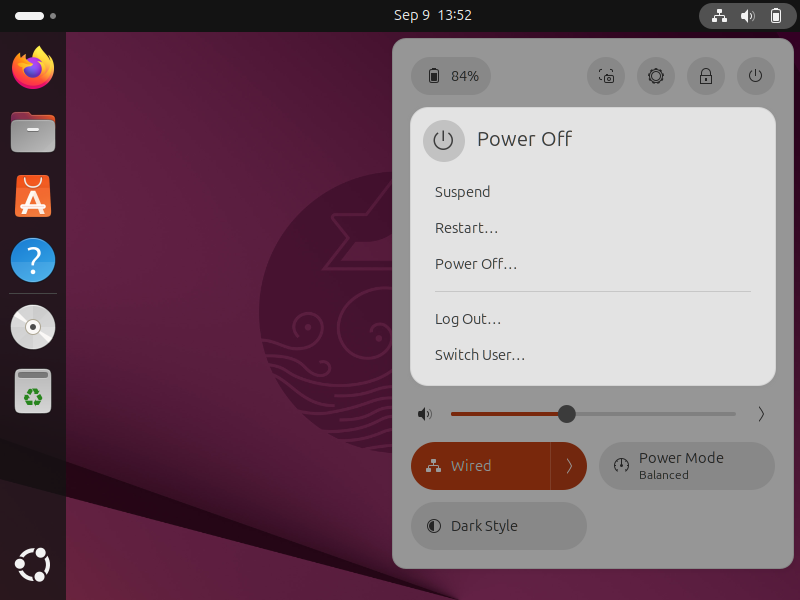 Sep 9 13:52
84%
Power Off
Suspend
Restart…
Power Off…
Log Out…
Switch User…
Wired
Power Mode
Balanced
Dark Style